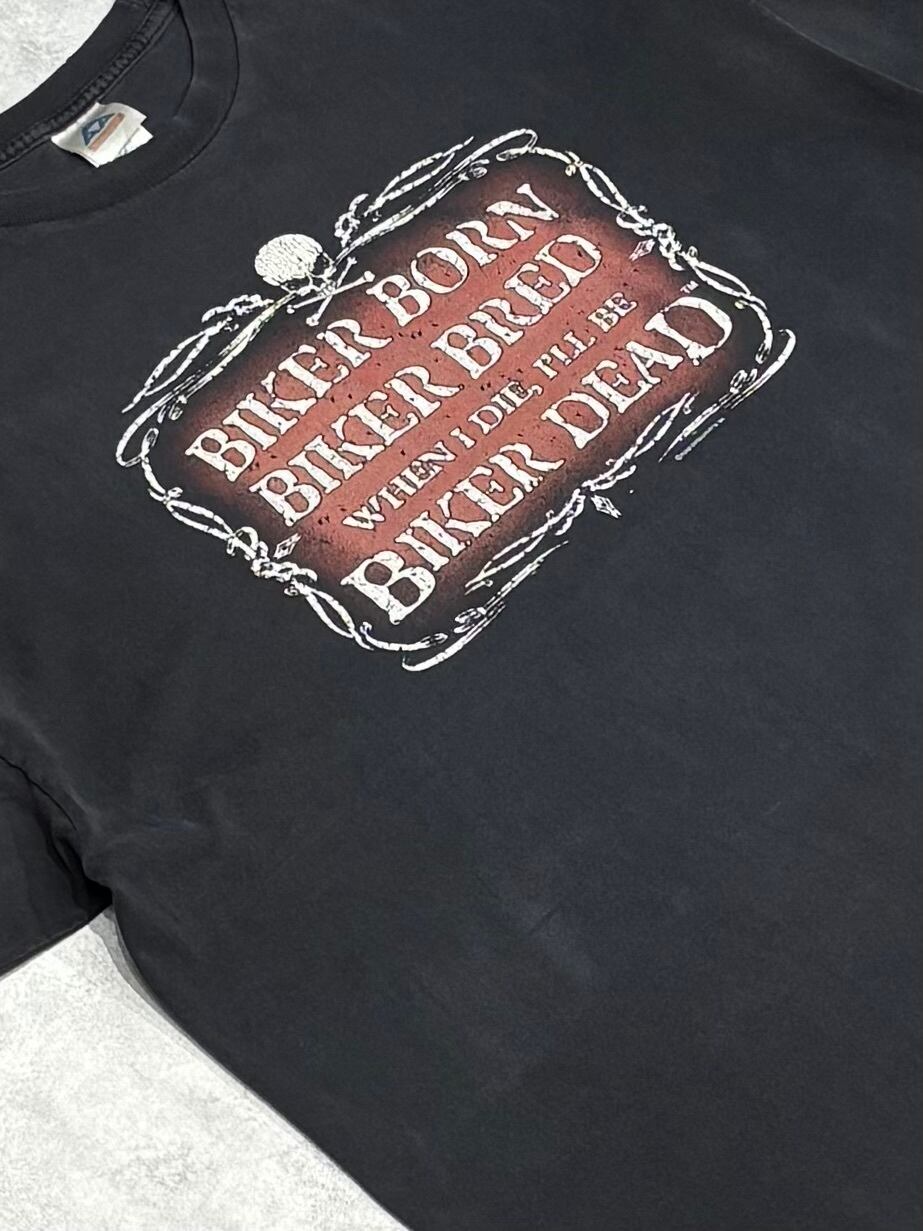 BIKER BORN
BIKER BRED
WHEN I DIE, I'LL BE
BIKER DEAD™